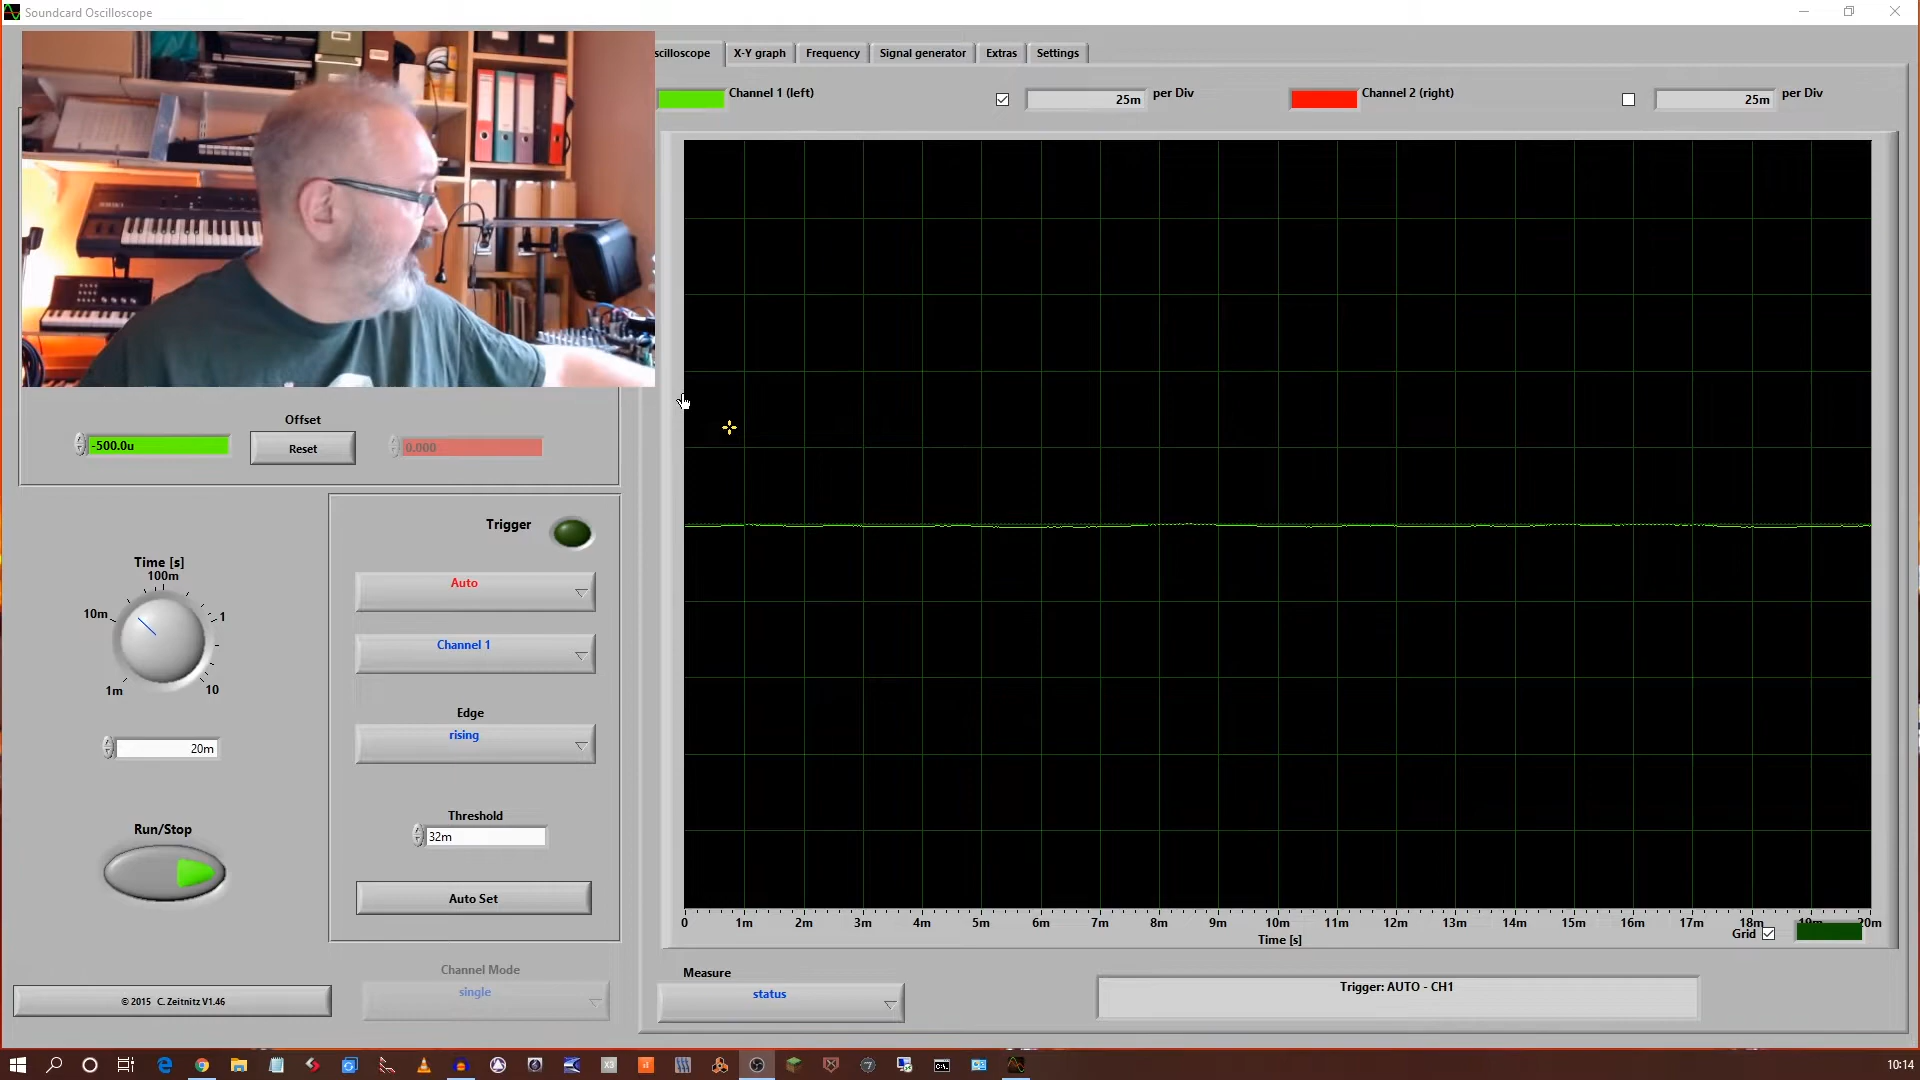 Soundcard Oscilloscope
scilloscope
X-Y graph
Frequency
Signal generator
Extras
Settings
Channel 1 (left)
25m
per Div
Channel 2 (right)
25m
per Div
Offset
-500.0u
Reset
0.000
Trigger
Auto
Channel 1
Edge
rising
Threshold
32m
Auto Set
Time [s]
100m
10m
1
1m
10
20m
Run/Stop
Channel Mode
single
© 2015 C. Zeitnitz V1.46
0 1m 2m 3m 4m 5m 6m 7m 8m 9m 10m 11m 12m 13m 14m 15m 16m 17m 18m 19m 20m
Time [s]
Grid
Measure
status
Trigger: AUTO - CH1
X3
10:14